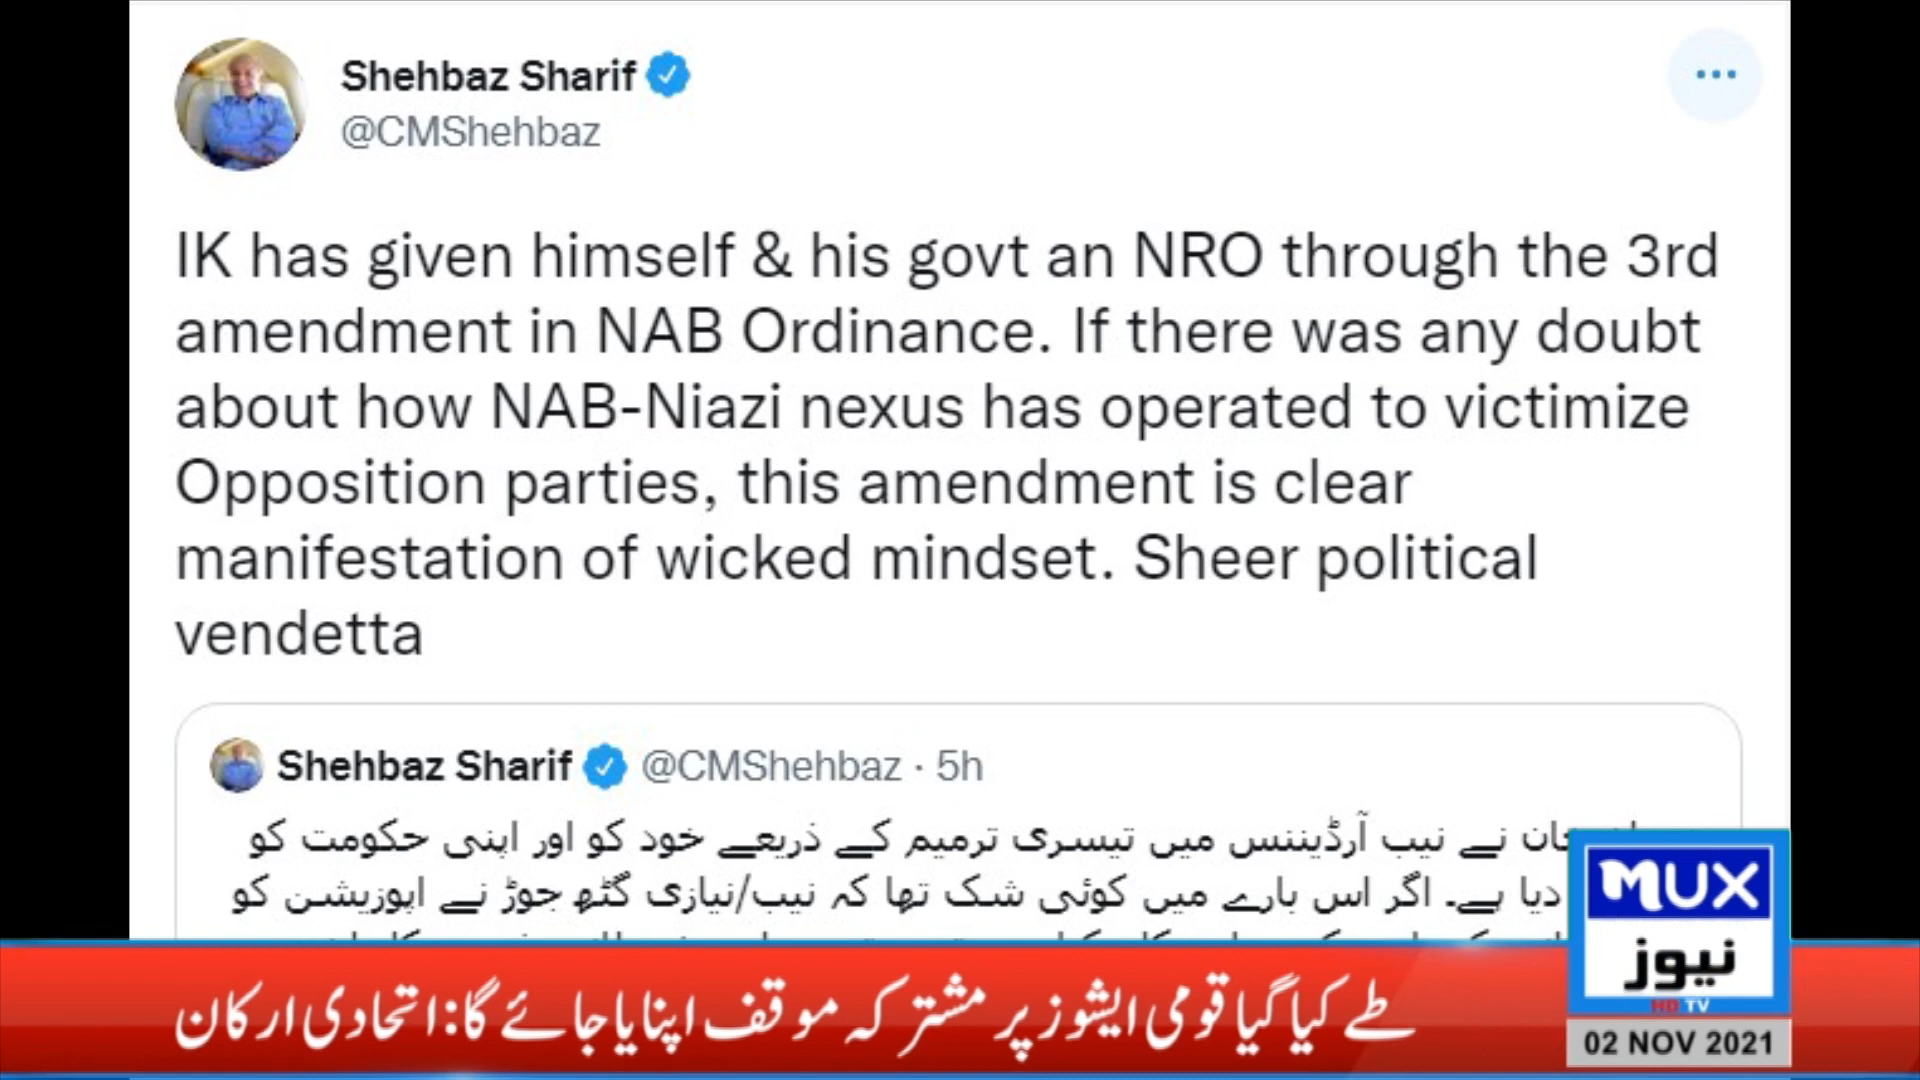 Shehbaz Sharif
@CMShehbaz
IK has given himself & his govt an NRO through the 3rd
amendment in NAB Ordinance. If there was any doubt
about how NAB-Niazi nexus has operated to victimize
Opposition parties, this amendment is clear
manifestation of wicked mindset. Sheer political
vendetta
Shehbaz Sharif @CMShehbaz · 5h
نے نیب آرڈیننس میں تیسری ترمیم کے ذریعے خود کو اور اپنی حکومت کو
دیا ہے۔ اگر اس بارے میں کوئی شک تھا کہ نیب/نیازی گٹھ جوڑ نے اپوزیشن کو
MUX
نیوز
HD TV
طے کیا گیا قومی ایشوز پر مشترکہ موقف اپنایا جائے گا: اتحادی ارکان
02 NOV 2021